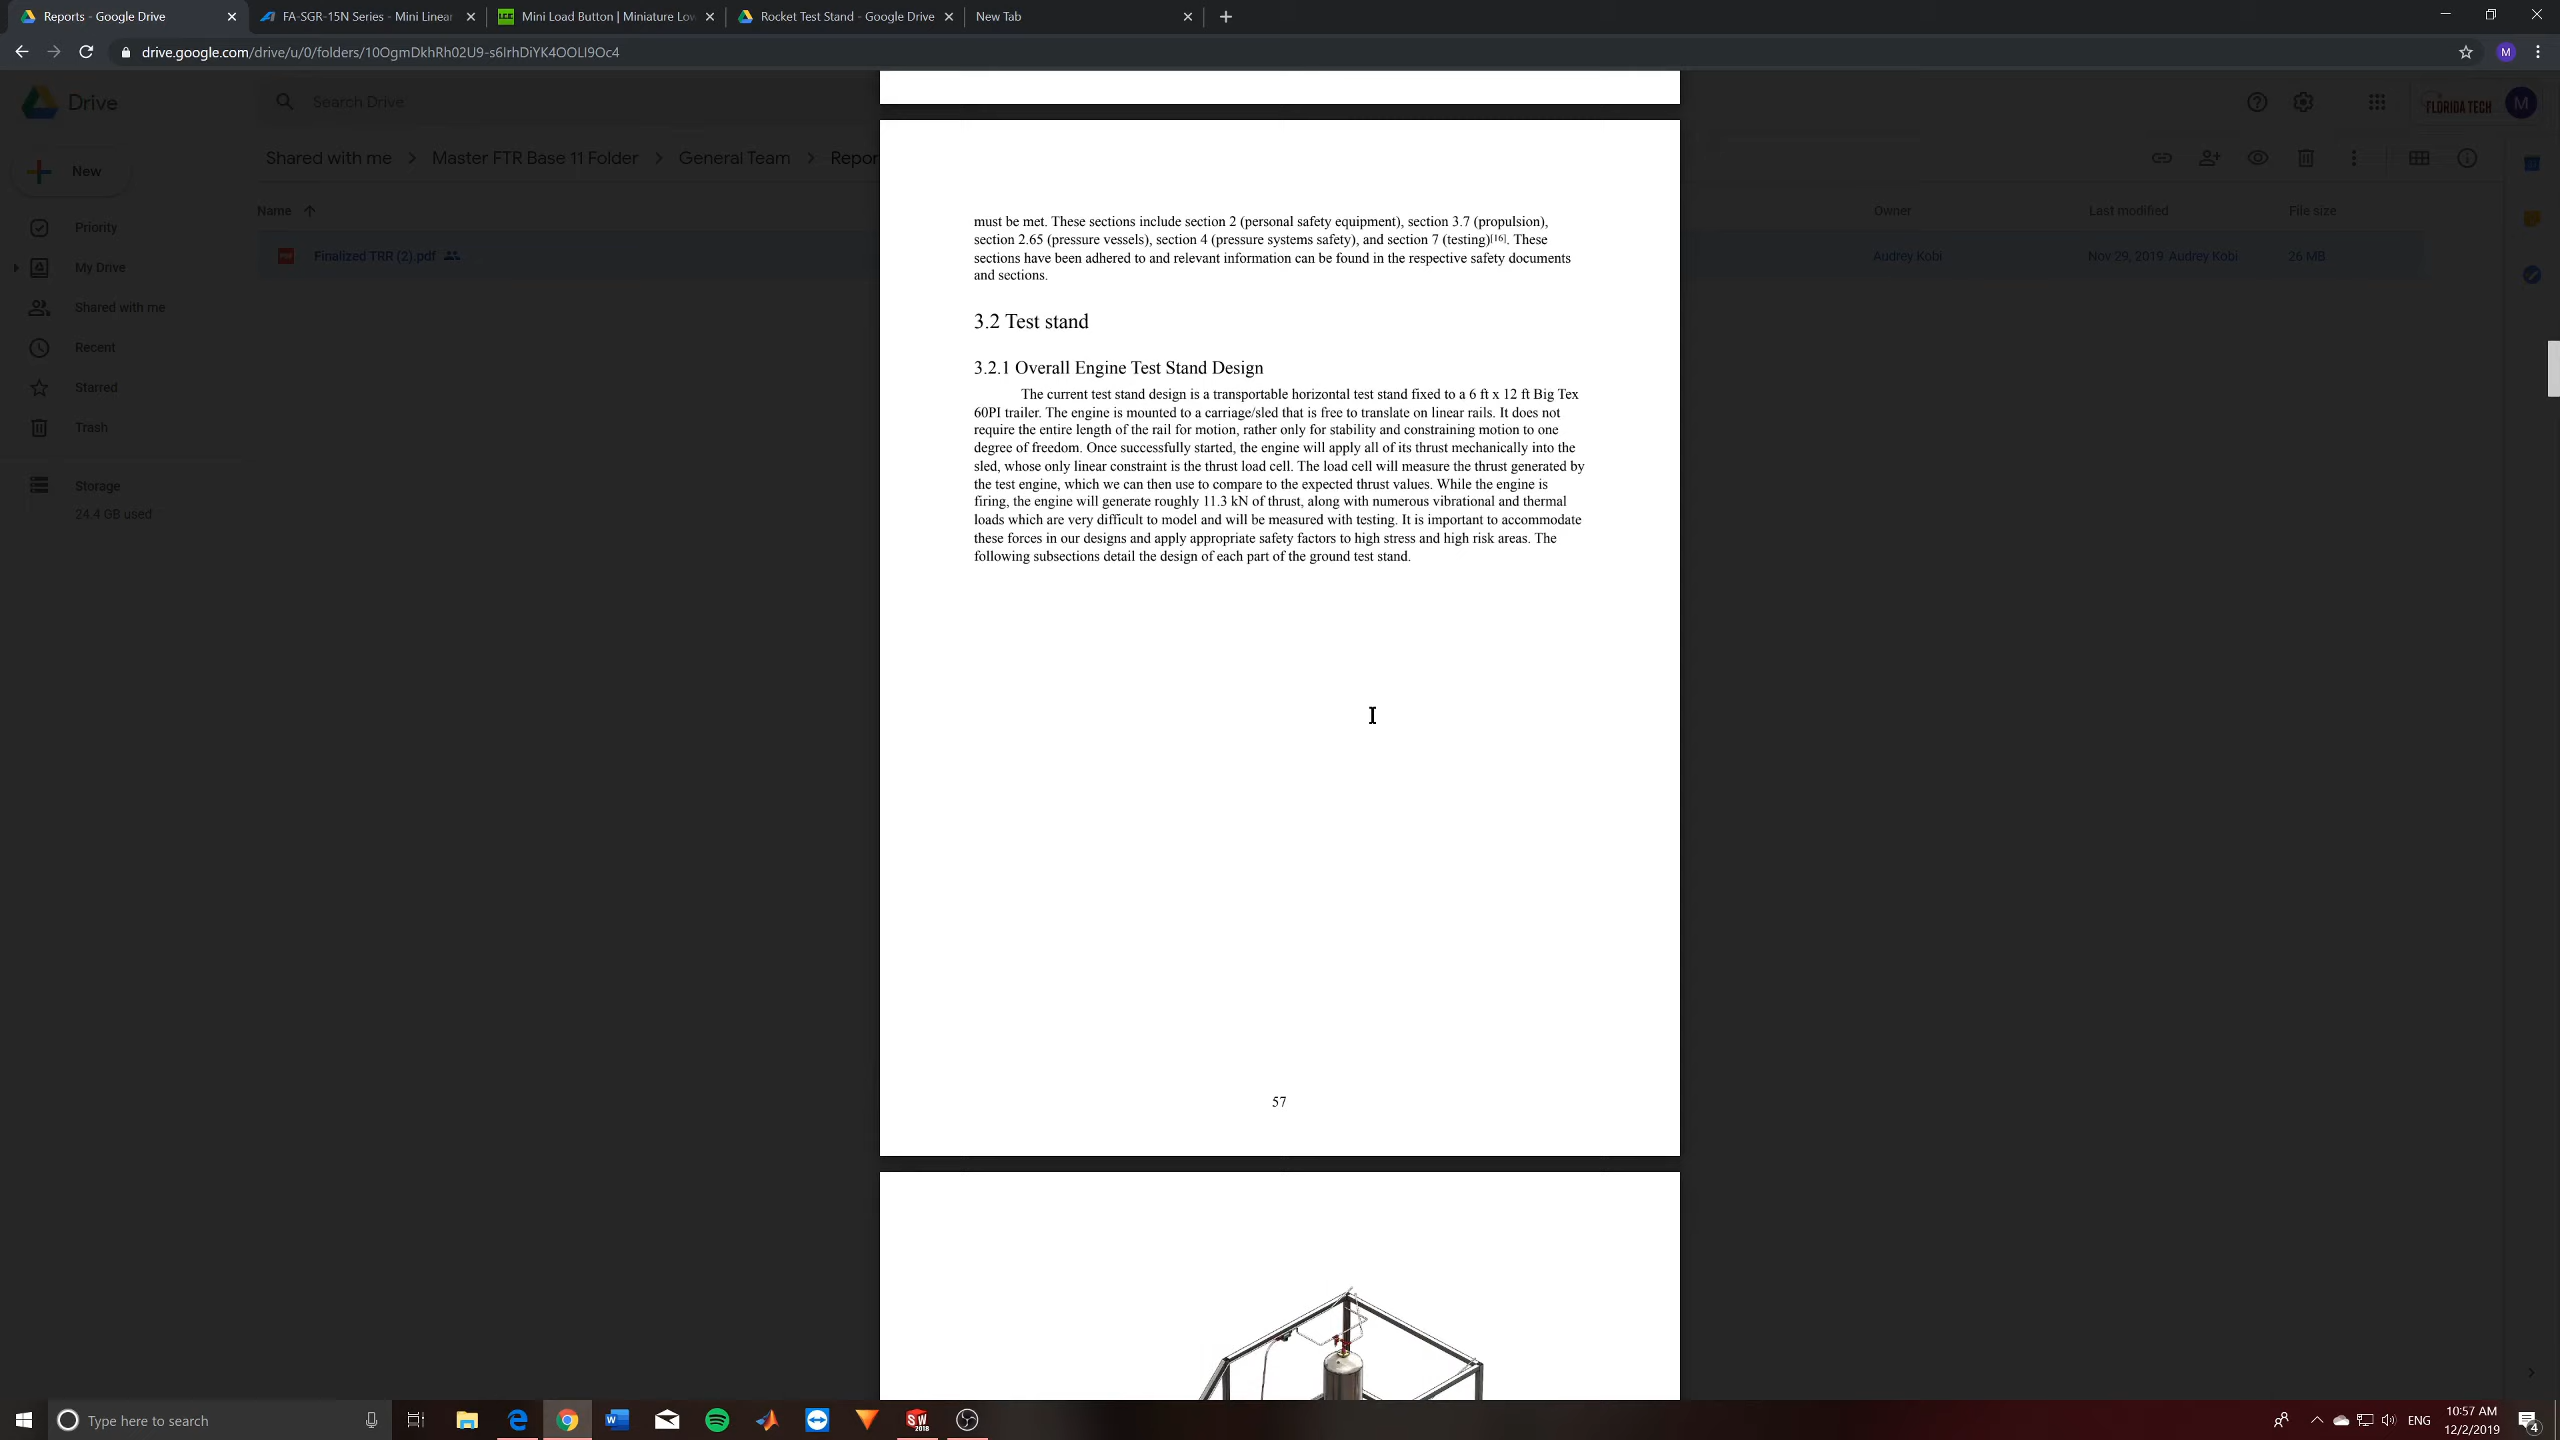 Reports - Google Drive
FA-SGR-15N Series - Mini Linear
LCC
Mini Load Button | Miniature Low
Rocket Test Stand - Google Drive
New Tab
drive.google.com/drive/u/0/folders/10OgmDkhRh02U9-s6IrhDiYK4OOLI9Oc4
M
Drive
Search Drive
FLORIDA TECH
M
Shared with me > Master FTR Base 11 Folder > General Team > Repor
New
Name
Owner
Last modified
File size
Finalized TRR (2).pdf
Audrey Kobi
Nov 29, 2019 Audrey Kobi
26 MB
Priority
My Drive
Shared with me
Recent
Starred
Trash
Storage
24.4 GB used
must be met. These sections include section 2 (personal safety equipment), section 3.7 (propulsion),
section 2.65 (pressure vessels), section 4 (pressure systems safety), and section 7 (testing)[16]. These
sections have been adhered to and relevant information can be found in the respective safety documents
and sections.
3.2 Test stand
3.2.1 Overall Engine Test Stand Design
The current test stand design is a transportable horizontal test stand fixed to a 6 ft x 12 ft Big Tex
60PI trailer. The engine is mounted to a carriage/sled that is free to translate on linear rails. It does not
require the entire length of the rail for motion, rather only for stability and constraining motion to one
degree of freedom. Once successfully started, the engine will apply all of its thrust mechanically into the
sled, whose only linear constraint is the thrust load cell. The load cell will measure the thrust generated by
the test engine, which we can then use to compare to the expected thrust values. While the engine is
firing, the engine will generate roughly 11.3 kN of thrust, along with numerous vibrational and thermal
loads which are very difficult to model and will be measured with testing. It is important to accommodate
these forces in our designs and apply appropriate safety factors to high stress and high risk areas. The
following subsections detail the design of each part of the ground test stand.
57
Type here to search
SW
2018
ENG
10:57 AM
12/2/2019
4